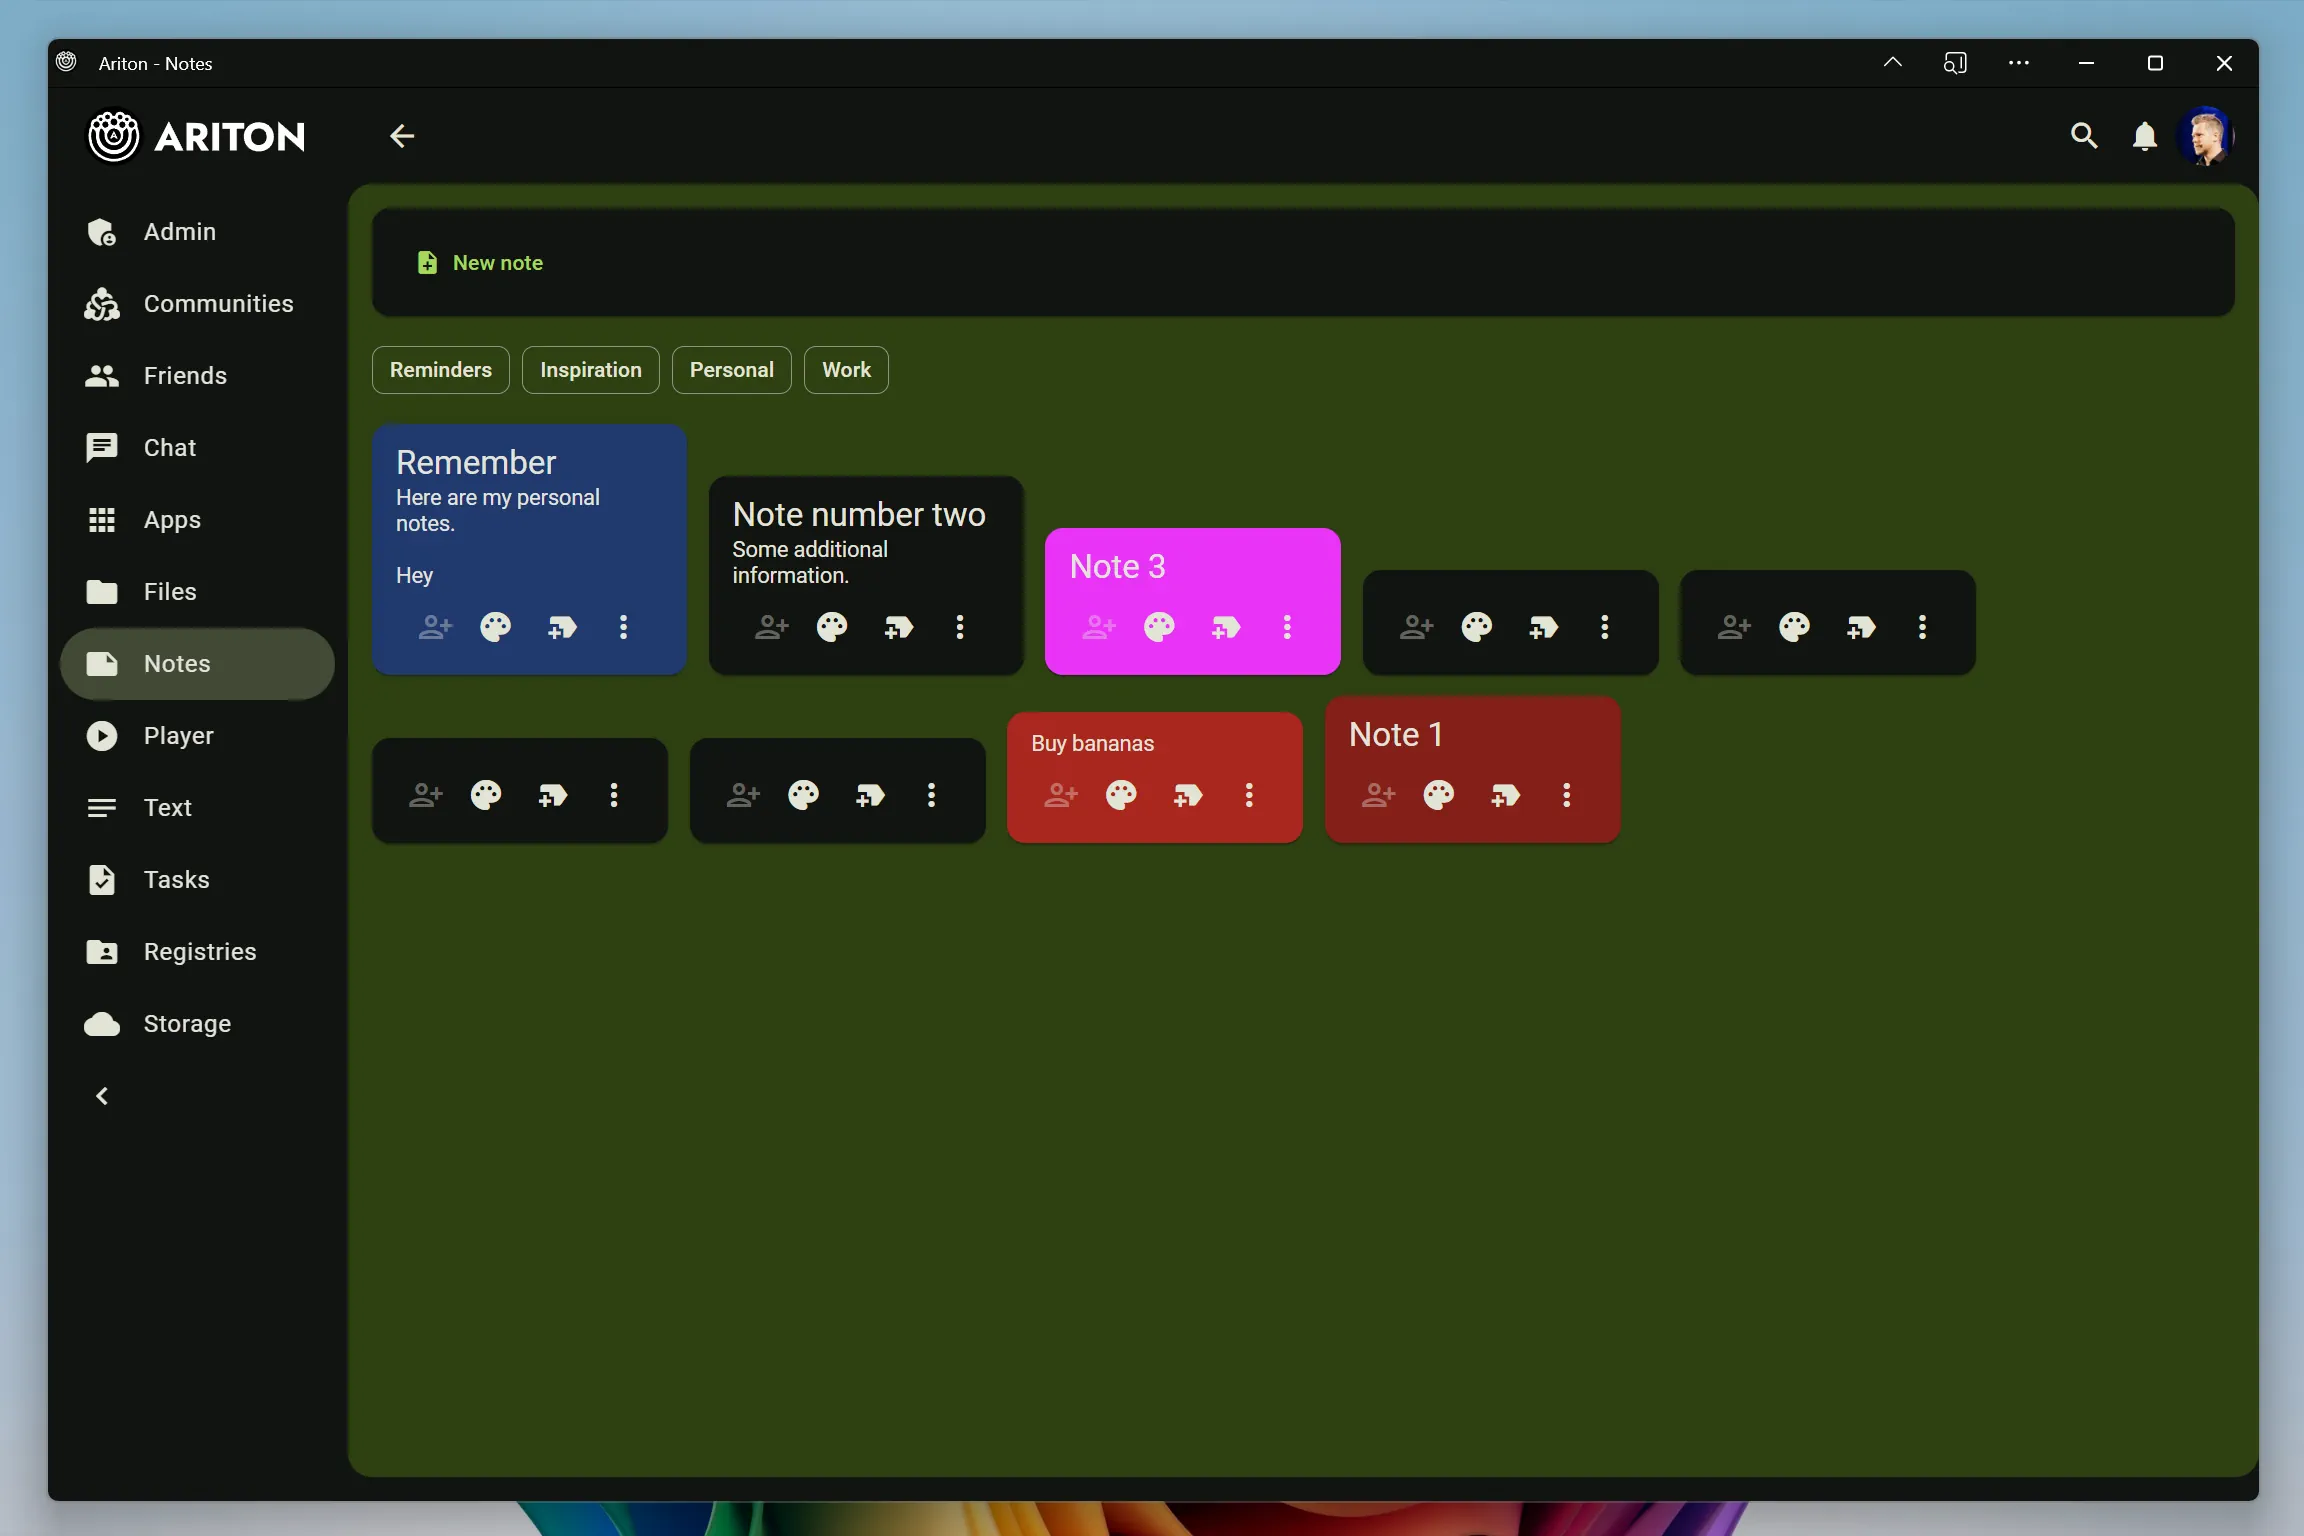 Ariton - Notes
ARITON
Admin
Communities
Friends
Chat
Apps
Files
Notes
Player
Text
Tasks
Registries
Storage
New note
Reminders
Inspiration
Personal
Work
Remember
Here are my personal
notes.
Hey
Note number two
Some additional
information.
Note 3
Buy bananas
Note 1